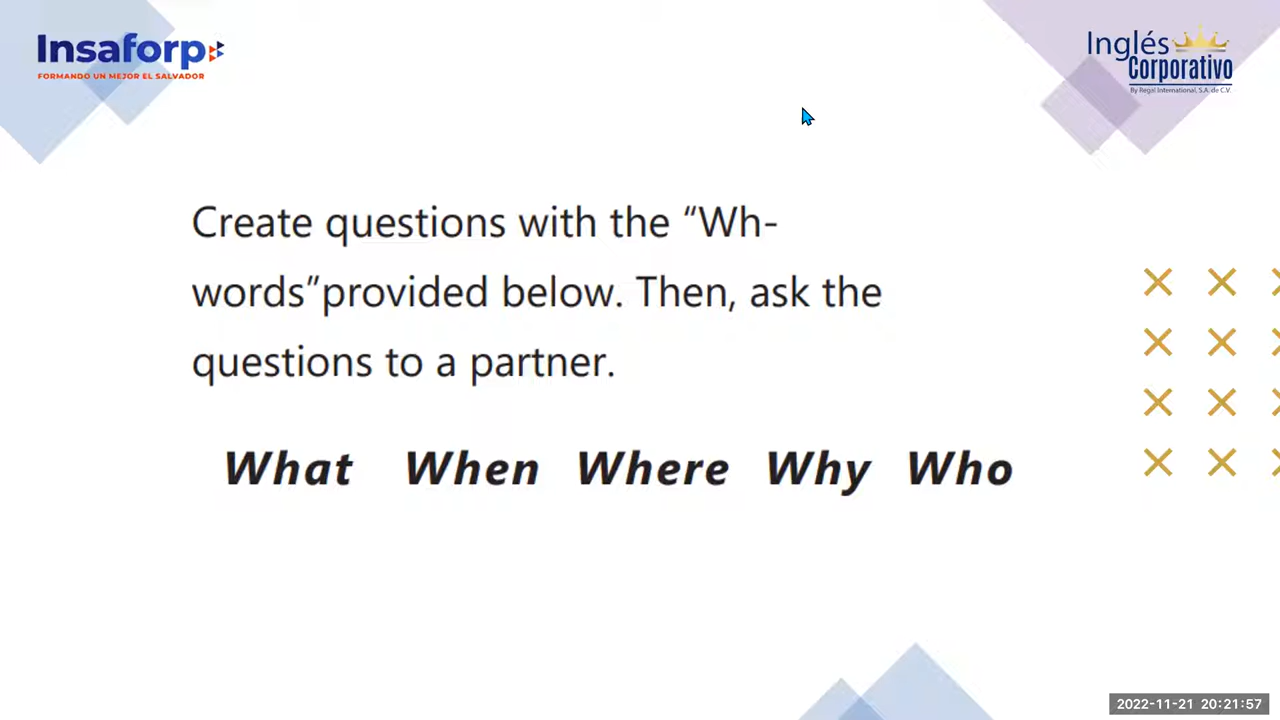 Insaforp
FORMANDO UN MEJOR EL SALVADOR
Inglés
Corporativo
By Regal International, S.A. de C.V.
Create questions with the “Wh-
words”provided below. Then, ask the
questions to a partner.
What When Where Why Who
2022-11-21 20:21:57